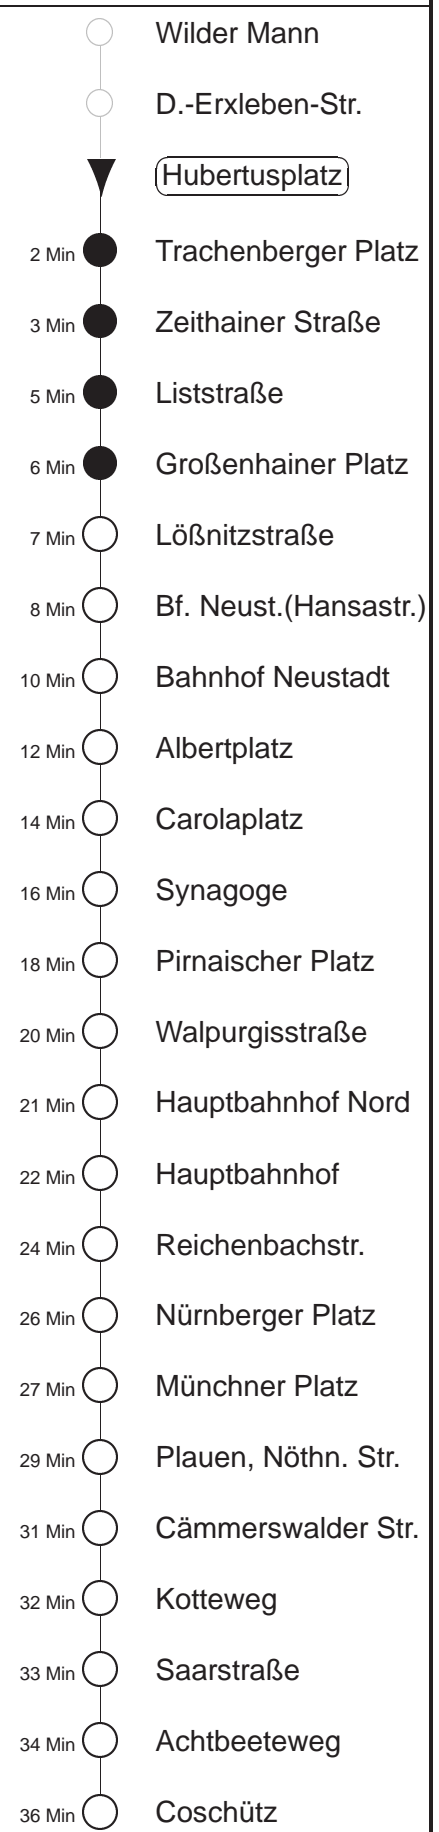 Wilder Mann
D.-Erxleben-Str.
Hubertusplatz
2 Min Trachenberger Platz
3 Min Zeithainer Straße
5 Min Liststraße
6 Min Großenhainer Platz
7 Min Lößnitzstraße
8 Min Bf. Neust.(Hansastr.)
10 Min Bahnhof Neustadt
12 Min Albertplatz
14 Min Carolaplatz
16 Min Synagoge
18 Min Pirnaischer Platz
20 Min Walpurgisstraße
21 Min Hauptbahnhof Nord
22 Min Hauptbahnhof
24 Min Reichenbachstr.
26 Min Nürnberger Platz
27 Min Münchner Platz
29 Min Plauen, Nöthn. Str.
31 Min Cämmerswalder Str.
32 Min Kotteweg
33 Min Saarstraße
34 Min Achtbeeteweg
36 Min Coschütz